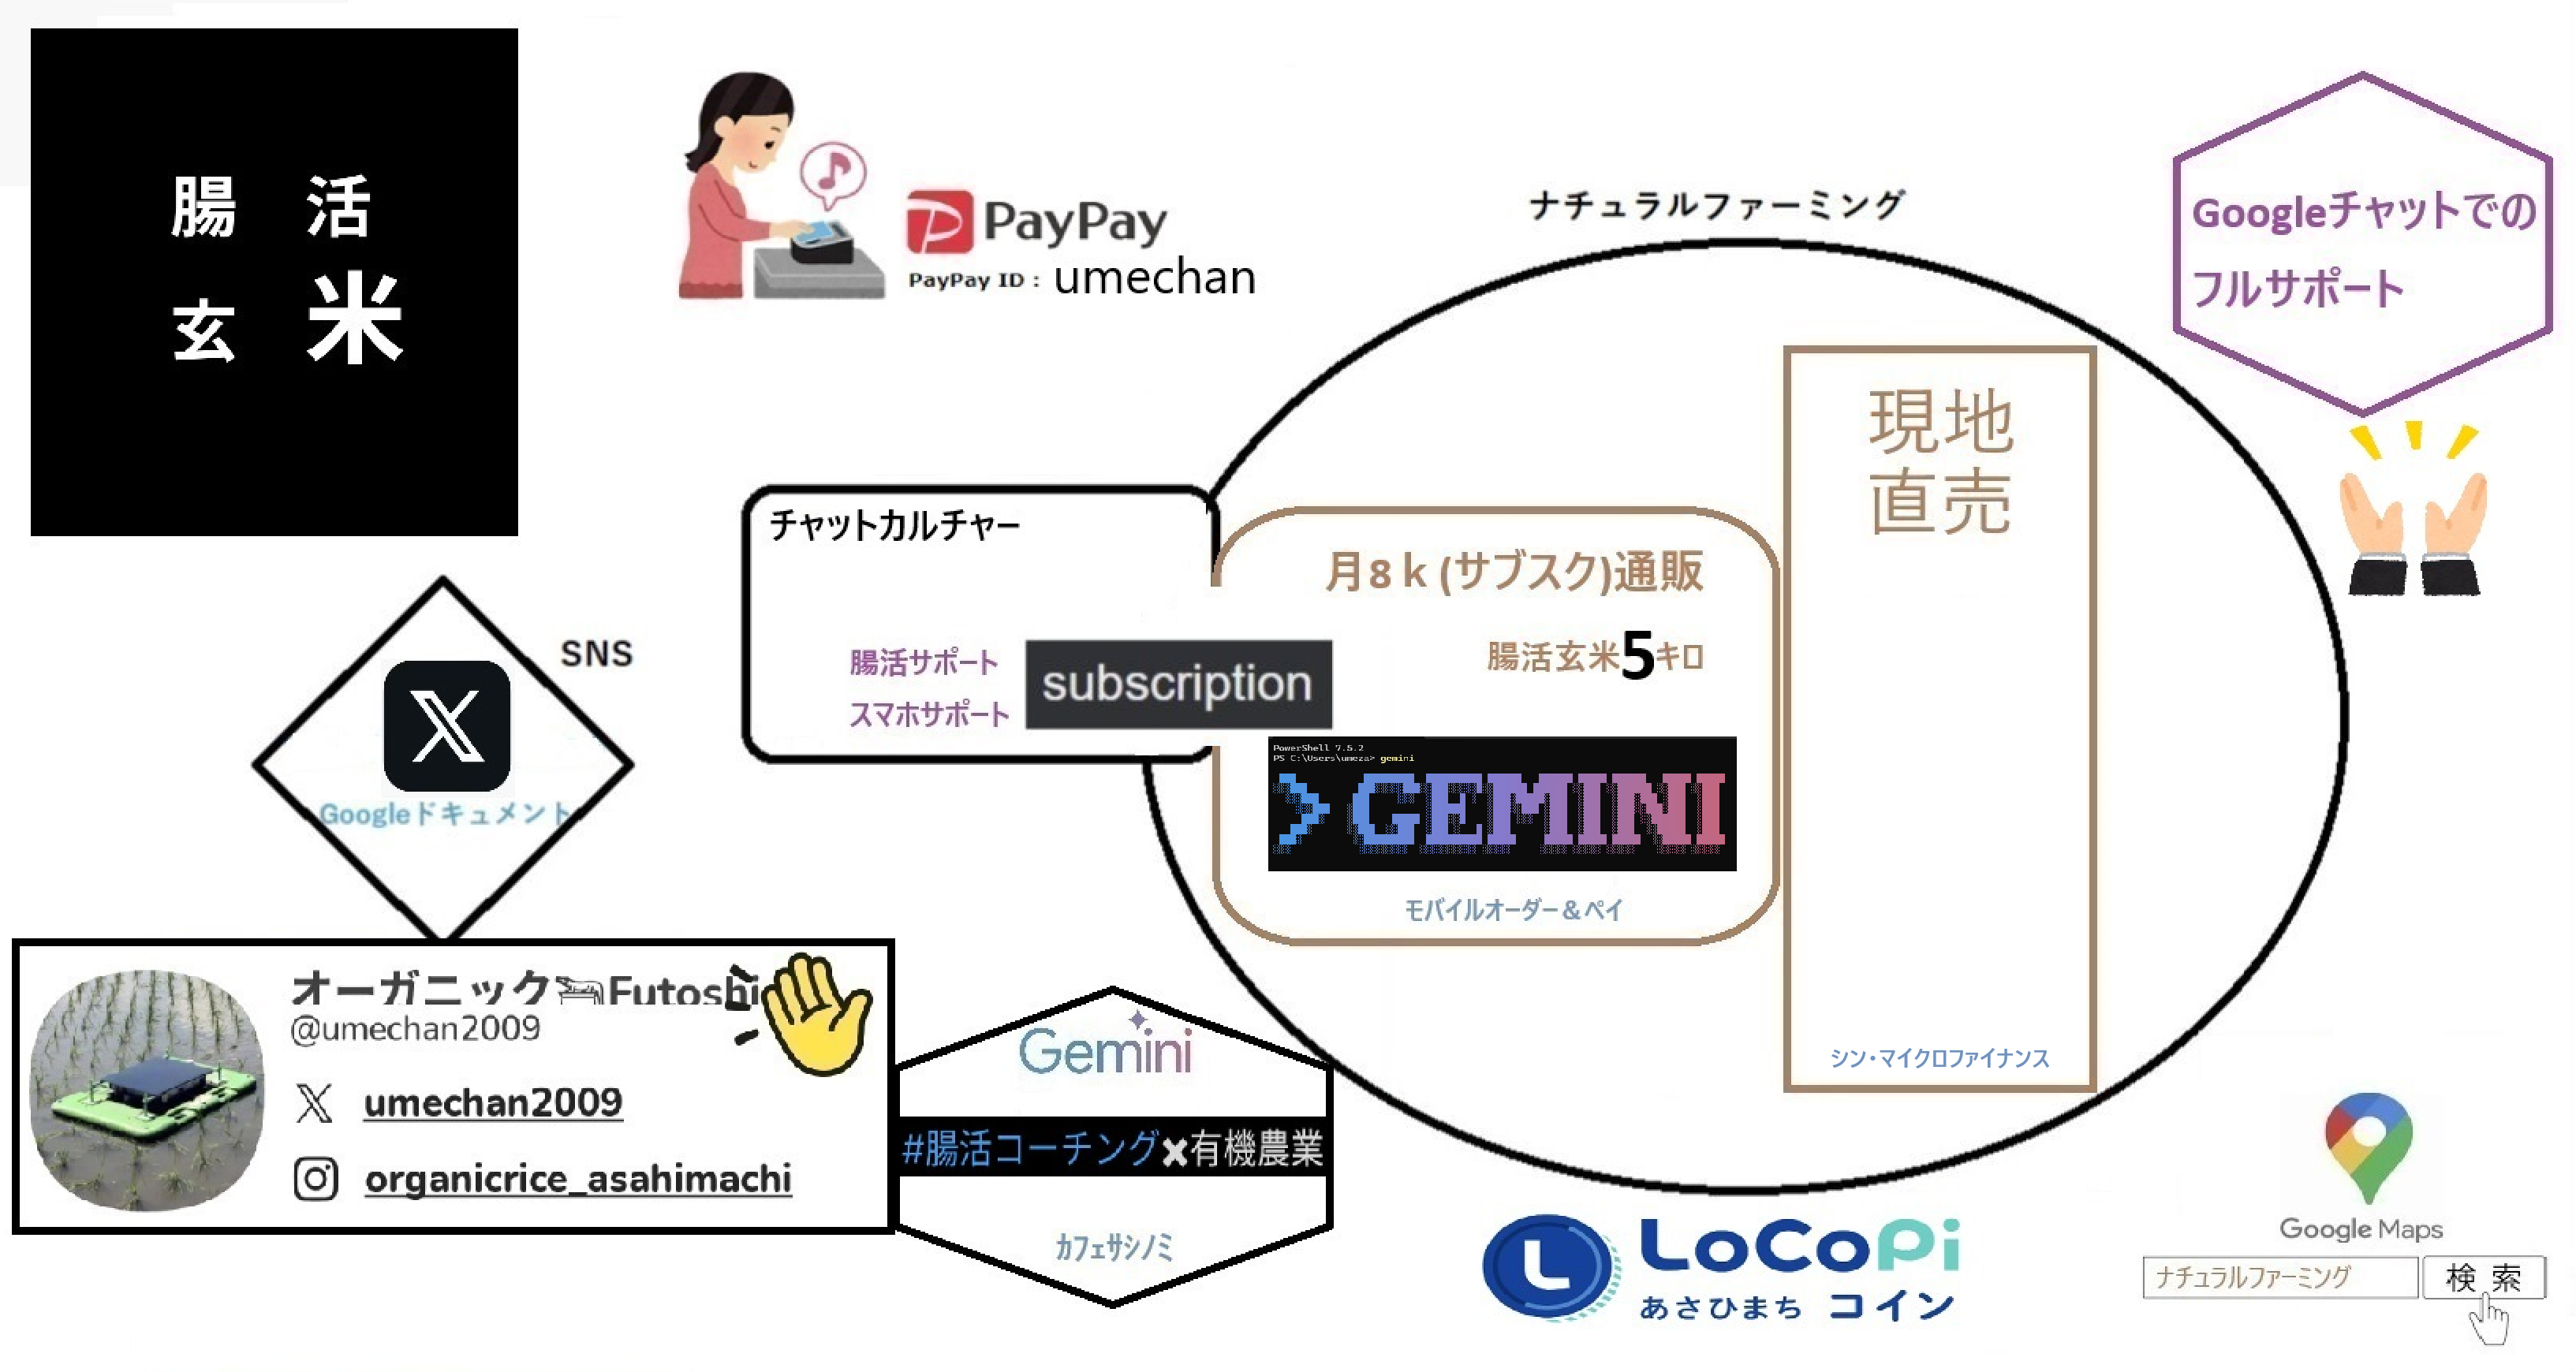 腸 活
玄 米
PayPay
PayPay ID： umechan
ナチュラルファーミング
Googleチャットでの
フルサポート
現地
直売
チャットカルチャー
月8ｋ(サブスク)通販
腸活玄米5キロ
腸活サポート
スマホサポート
subscription
SNS
Googleドキュメント
PowerShell 7.5.2
PS C:\Users\umeza> gemini
> GEMINI
モバイルオーダー＆ペイ
シン・マイクロファイナンス
オーガニック Futoshi
@umechan2009
umechan2009
organicrice_asahimachi
Gemini
#腸活コーチング✖有機農業
カフェサシノミ
L LoCoPi
あさひまち コイン
Google Maps
ナチュラルファーミング 検 索